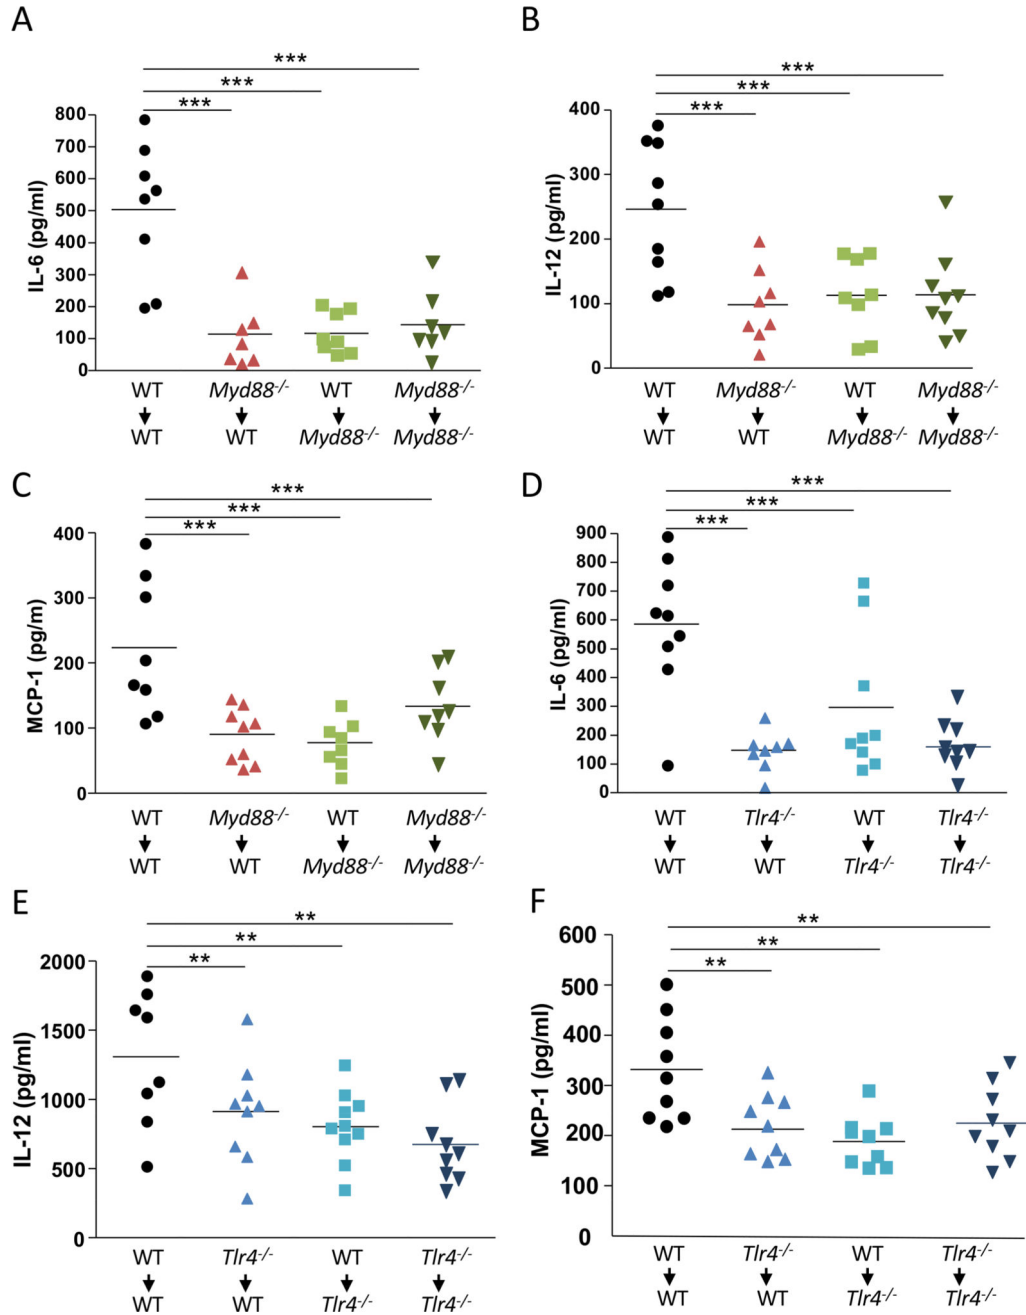 A
***
***
***
IL-6 (pg/ml)
800
700
600
500
400
300
200
100
0
WT Myd88-/- WT Myd88-/-
WT WT Myd88-/- Myd88-/-
B
***
***
***
IL-12 (pg/ml)
400
300
200
100
0
WT Myd88-/- WT Myd88-/-
WT WT Myd88-/- Myd88-/-
C
***
***
***
MCP-1 (pg/m)
400
300
200
100
0
WT Myd88-/- WT Myd88-/-
WT WT Myd88-/- Myd88-/-
D
***
***
***
IL-6 (pg/ml)
900
800
700
600
500
400
300
200
100
0
WT Tlr4-/- WT Tlr4-/-
WT WT Tlr4-/- Tlr4-/-
E
**
**
**
IL-12 (pg/ml)
2000
1500
1000
500
0
WT Tlr4-/- WT Tlr4-/-
WT WT Tlr4-/- Tlr4-/-
F
**
**
**
MCP-1 (pg/ml)
600
500
400
300
200
100
0
WT Tlr4-/- WT Tlr4-/-
WT WT Tlr4-/- Tlr4-/-